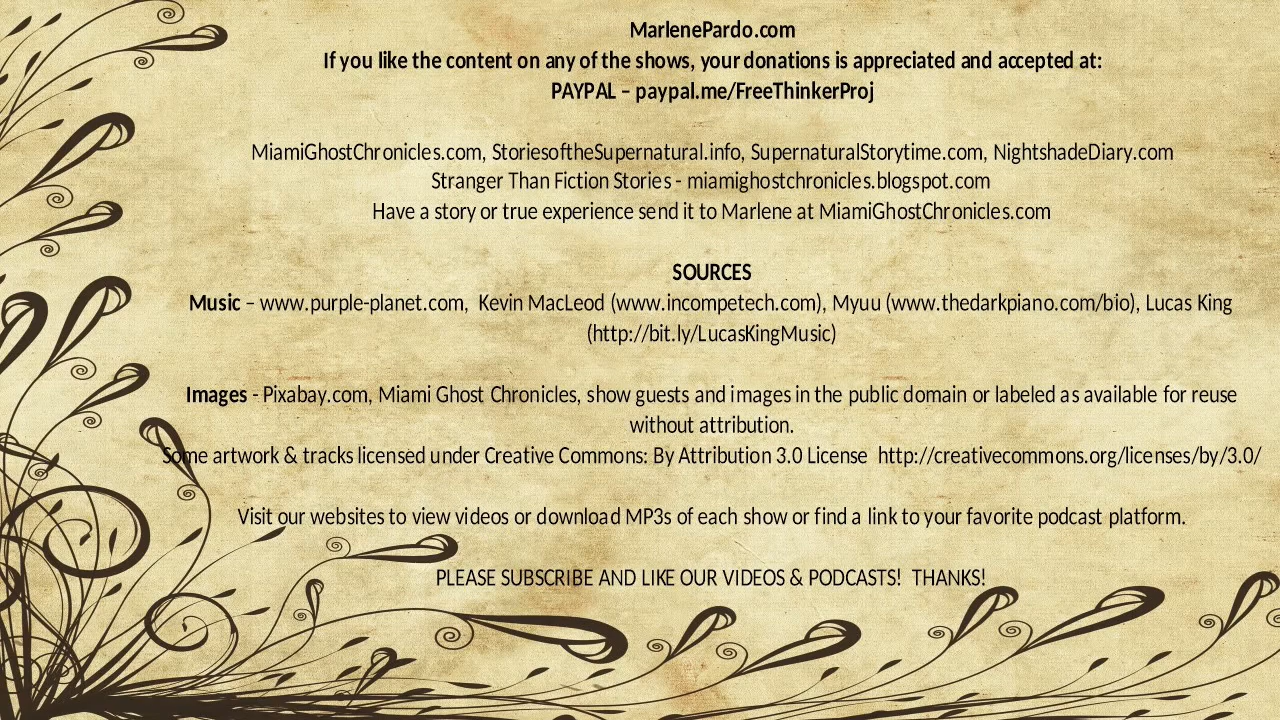 MarlenePardo.com
If you like the content on any of the shows, your donations is appreciated and accepted at:
PAYPAL – paypal.me/FreeThinkerProj
MiamiGhostChronicles.com, StoriesoftheSupernatural.info, SupernaturalStorytime.com, NightshadeDiary.com
Stranger Than Fiction Stories - miamighostchronicles.blogspot.com
Have a story or true experience send it to Marlene at MiamiGhostChronicles.com
SOURCES
Music – www.purple-planet.com, Kevin MacLeod (www.incompetech.com), Myuu (www.thedarkpiano.com/bio), Lucas King
(http://bit.ly/LucasKingMusic)
Images - Pixabay.com, Miami Ghost Chronicles, show guests and images in the public domain or labeled as available for reuse
without attribution.
Some artwork & tracks licensed under Creative Commons: By Attribution 3.0 License http://creativecommons.org/licenses/by/3.0/
Visit our websites to view videos or download MP3s of each show or find a link to your favorite podcast platform.
PLEASE SUBSCRIBE AND LIKE OUR VIDEOS & PODCASTS! THANKS!